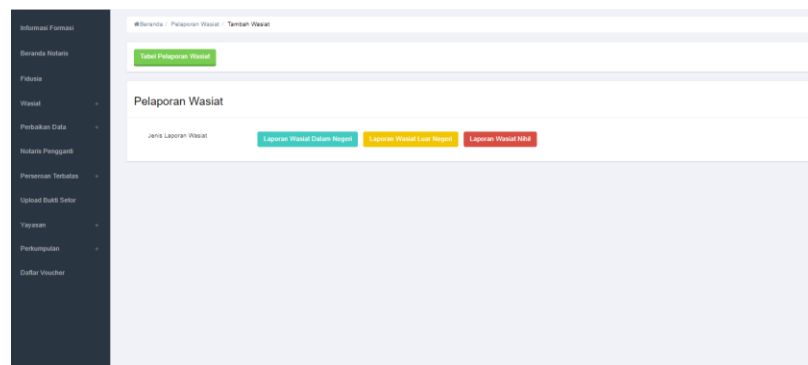 Informasi Formasi
Beranda Notaris
Fidusia
Wasiat +
Perbaikan Data +
Notaris Pengganti
Perseroan Terbatas +
Upload Bukti Setor
Yayasan +
Perkumpulan +
Daftar Voucher
Beranda / Pelaporan Wasiat / Tambah Wasiat
Tabel Pelaporan Wasiat
Pelaporan Wasiat
Jenis Laporan Wasiat
Laporan Wasiat Dalam Negeri
Laporan Wasiat Luar Negeri
Laporan Wasiat Nihil